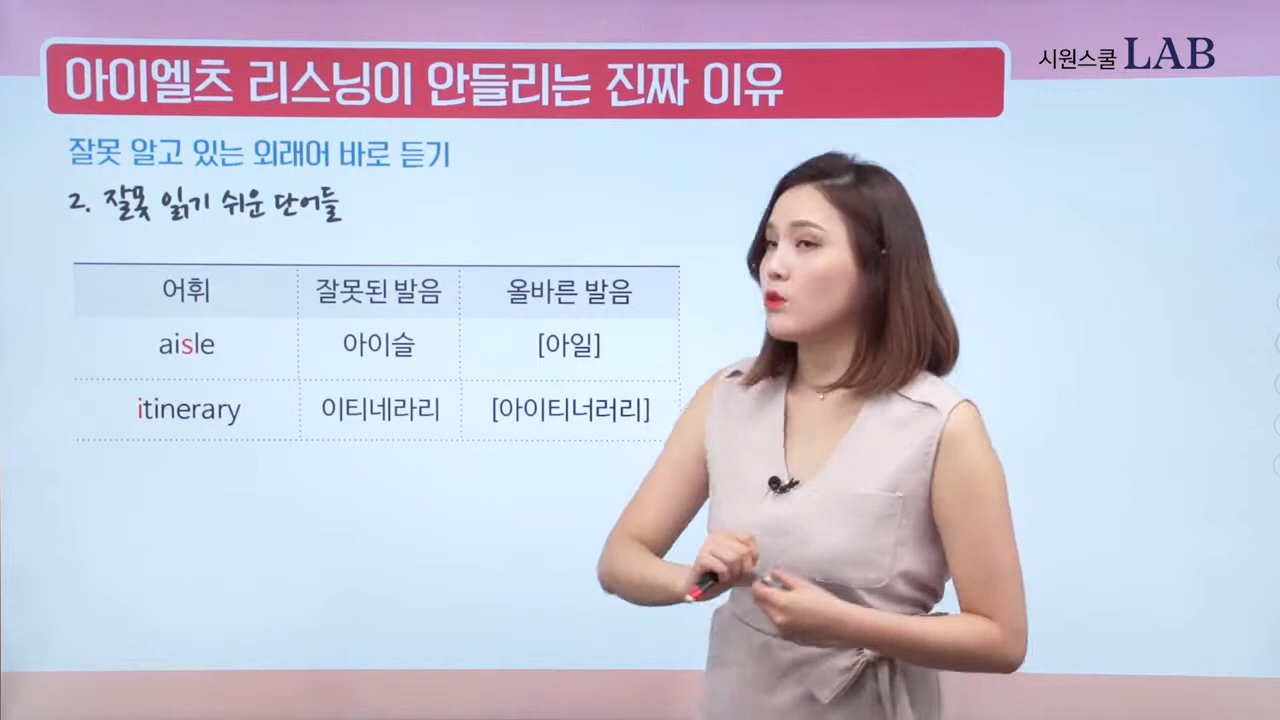 시원스쿨 LAB
아이엘츠 리스닝이 안들리는 진짜 이유
잘못 알고 있는 외래어 바로 듣기
2. 잘못 읽기 쉬운 단어들
어휘 잘못된 발음 올바른 발음
aisle 아이슬 [아일]
itinerary 이티네라리 [아이티너러리]